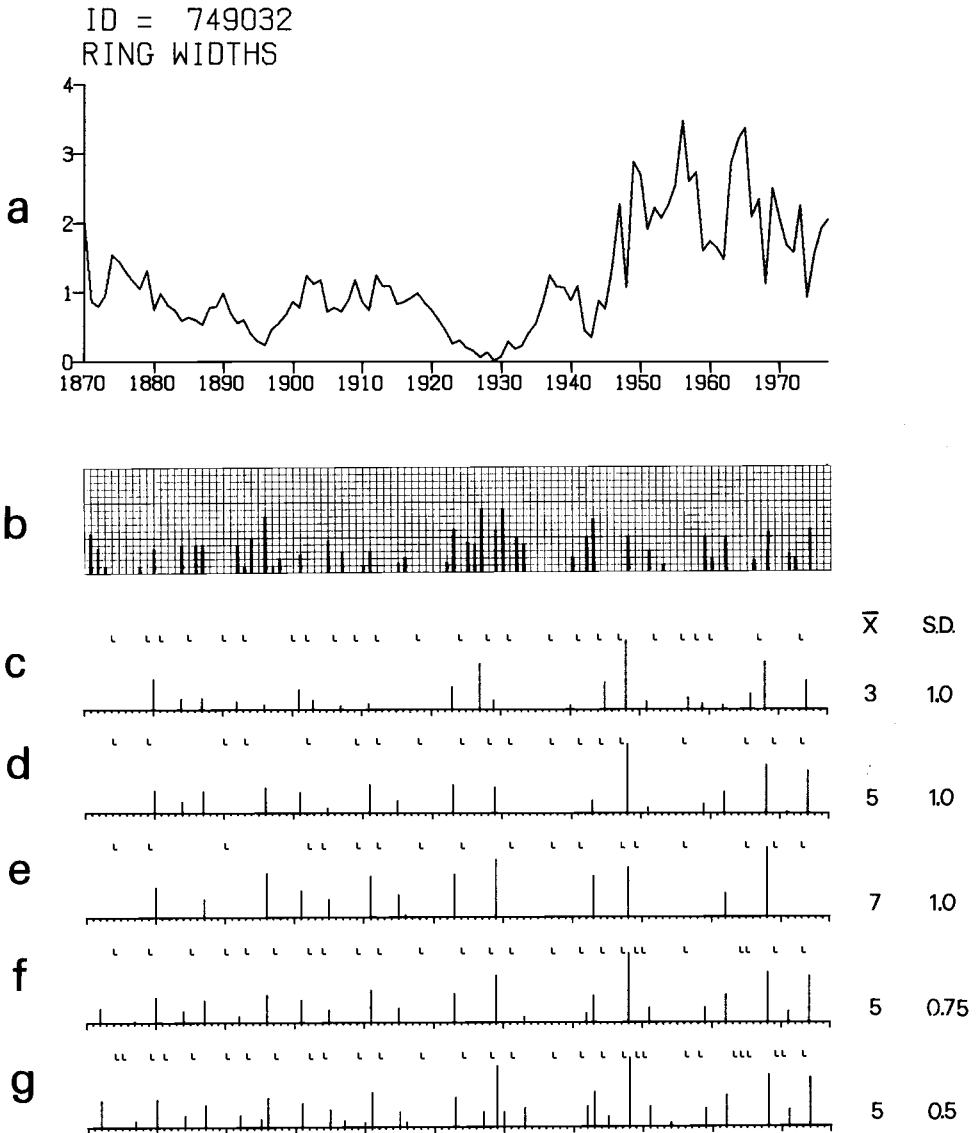 ID = 749032
RING WIDTHS
4
3
a
2
1
0
1870 1880 1890 1900 1910 1920 1930 1940 1950 1960 1970
b
X̅ S.D.
c 3 1.0
d 5 1.0
e 7 1.0
f 5 0.75
g 5 0.5